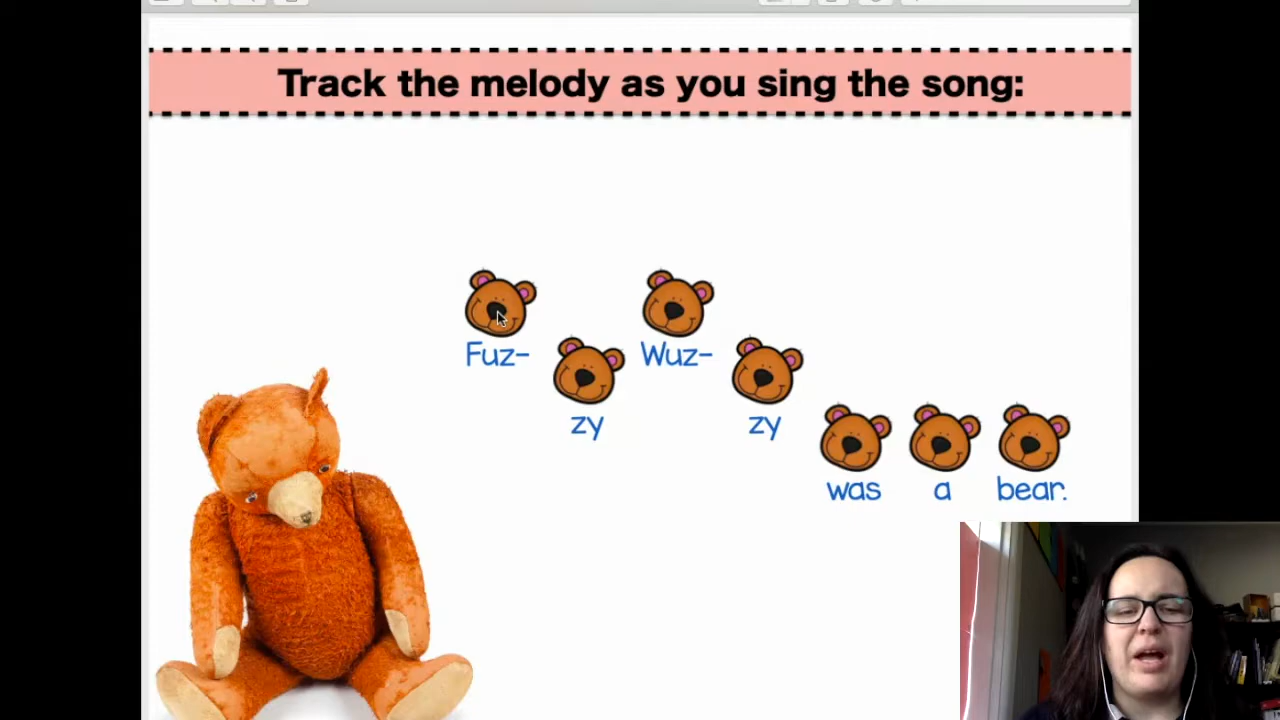 Track the melody as you sing the song:
Fuz- Wuz-
zy zy
was a bear.